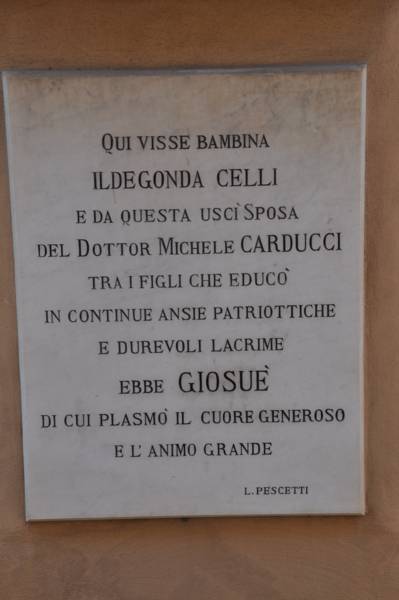 QUI VISSE BAMBINA
ILDEGONDA CELLI
E DA QUESTA USCÌ SPOSA
DEL DOTTOR MICHELE CARDUCCI
TRA I FIGLI CHE EDUCÒ
IN CONTINUE ANSIE PATRIOTTICHE
E DUREVOLI LACRIME
EBBE GIOSUÈ
DI CUI PLASMÒ IL CUORE GENEROSO
E L' ANIMO GRANDE
L. PESCETTI